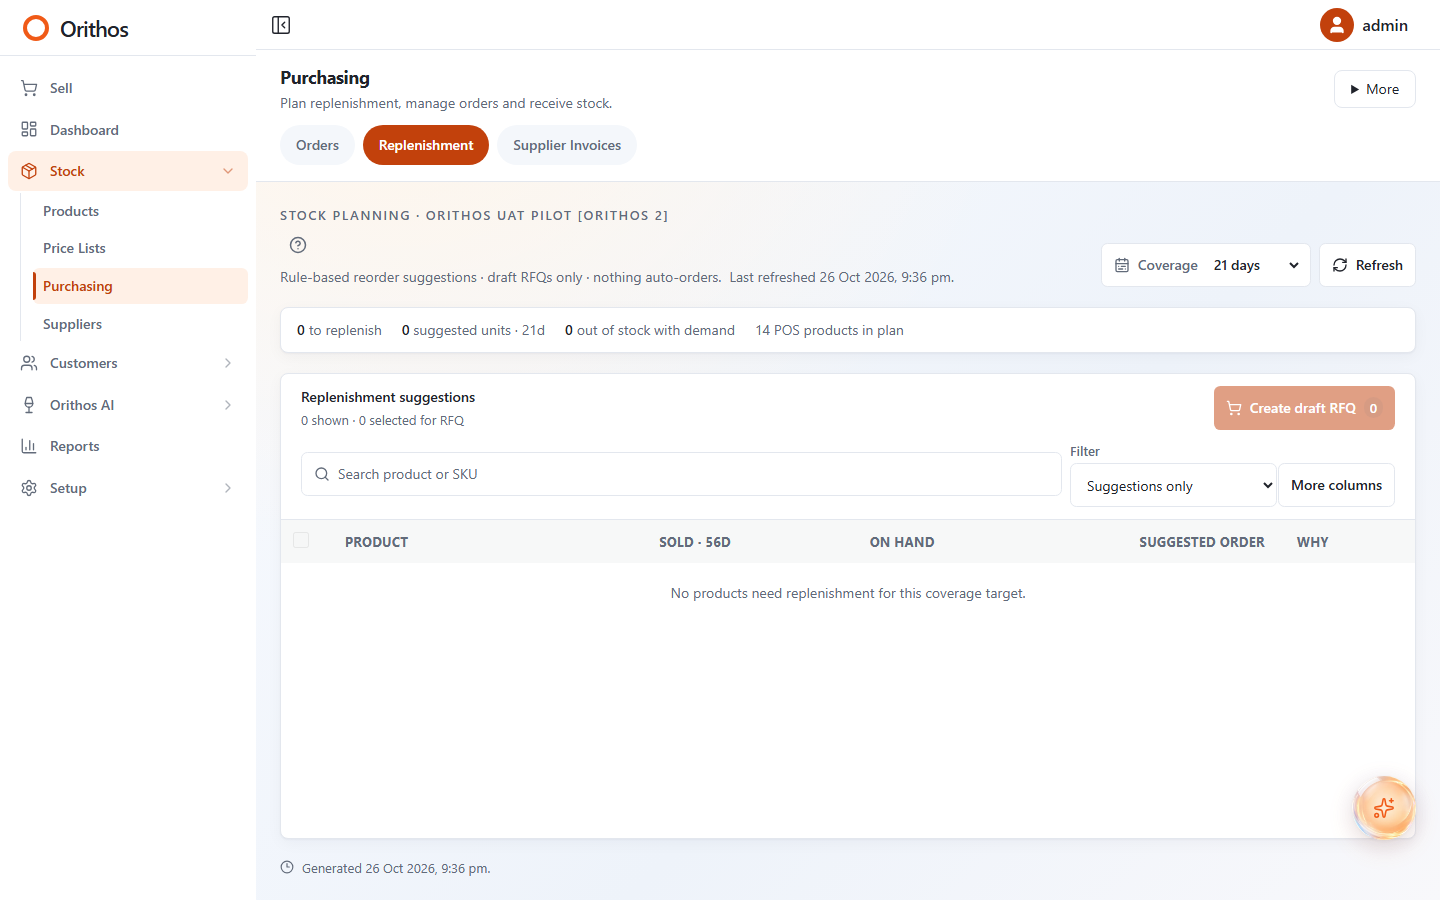 Orithos
admin
Sell
Dashboard
Stock
Products
Price Lists
Purchasing
Suppliers
Customers
Orithos AI
Reports
Setup
Purchasing
Plan replenishment, manage orders and receive stock.
More
Orders
Replenishment
Supplier Invoices
STOCK PLANNING · ORITHOS UAT PILOT [ORITHOS 2]
Rule-based reorder suggestions · draft RFQs only · nothing auto-orders. Last refreshed 26 Oct 2026, 9:36 pm.
Coverage 21 days
Refresh
0 to replenish 0 suggested units · 21d 0 out of stock with demand 14 POS products in plan
Replenishment suggestions
0 shown · 0 selected for RFQ
Create draft RFQ 0
Search product or SKU
Filter
Suggestions only
More columns
PRODUCT SOLD · 56D ON HAND SUGGESTED ORDER WHY
No products need replenishment for this coverage target.
Generated 26 Oct 2026, 9:36 pm.